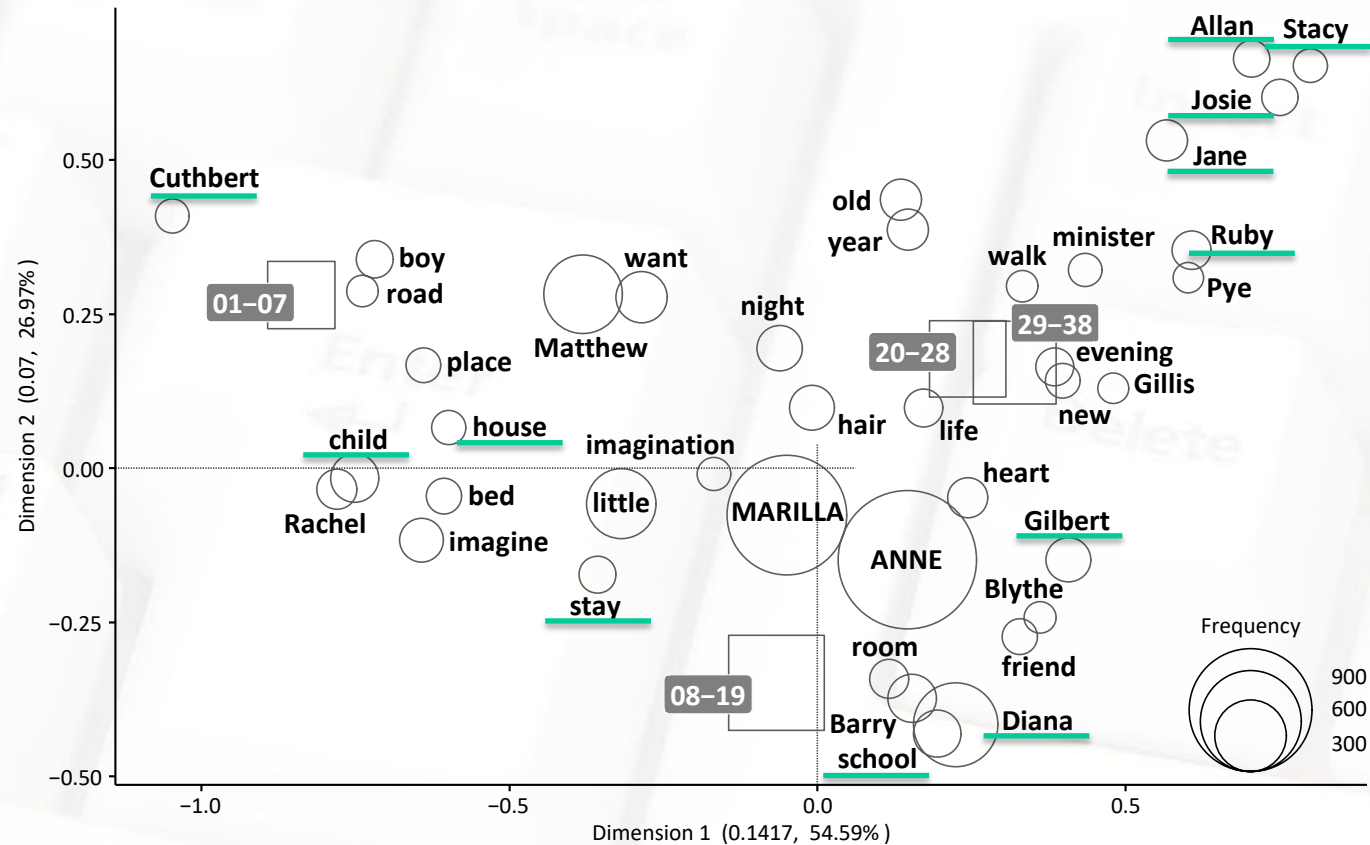 Allan
Stacy
Josie
Jane
0.50
Cuthbert
old
year
minister
Ruby
walk
Pye
boy
want
road
01−07
night
0.25
29−38
Matthew
20−28
evening
place
Gillis
new
hair
life
house
child
imagination
0.00
heart
bed
little
MARILLA
Rachel
Gilbert
imagine
ANNE
Blythe
stay
−0.25
Frequency
room
friend
900
08−19
600
Barry
Diana
300
school
−0.50
−1.0
−0.5
0.0
0.5
Dimension 1 (0.1417, 54.59% )
Dimension 2 (0.07, 26.97% )
space
Enter
Insert
Delete